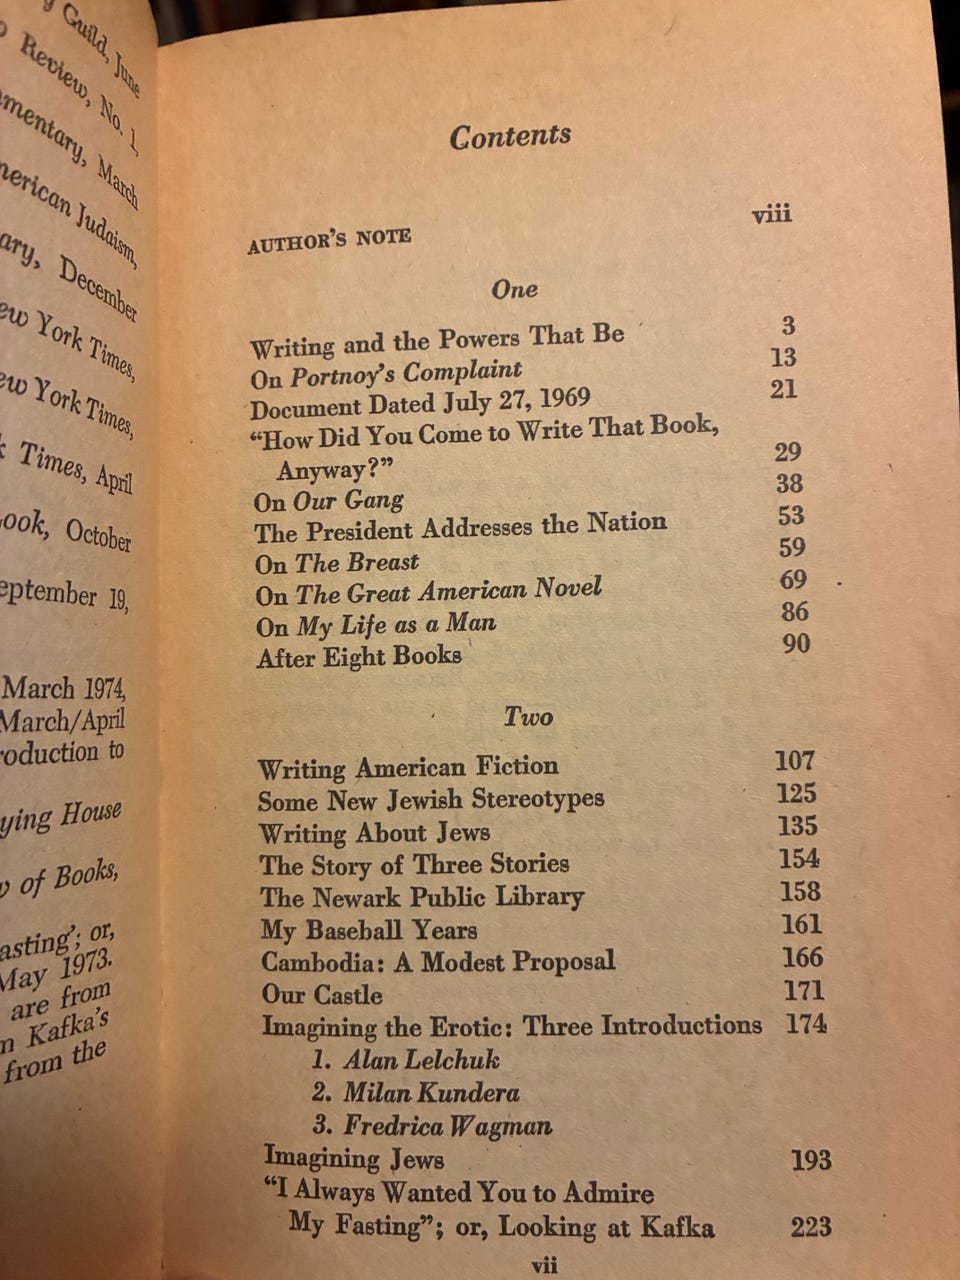 Guild, June
Review, No. 1,
March
Judaism,
December
York Times,
York Times,
Times, April
October
19,
March 1974,
March/April
to
House
of Books,
or,
May 1973.
are from
Kafka's
from the
Contents
AUTHOR'S NOTE viii
One
Writing and the Powers That Be 3
On Portnoy's Complaint 13
Document Dated July 27, 1969 21
“How Did You Come to Write That Book,
Anyway?” 29
On Our Gang 38
The President Addresses the Nation 53
On The Breast 59
On The Great American Novel 69
On My Life as a Man 86
After Eight Books 90
Two
Writing American Fiction 107
Some New Jewish Stereotypes 125
Writing About Jews 135
The Story of Three Stories 154
The Newark Public Library 158
My Baseball Years 161
Cambodia: A Modest Proposal 166
Our Castle 171
Imagining the Erotic: Three Introductions 174
1. Alan Lelchuk
2. Milan Kundera
3. Fredrica Wagman
Imagining Jews 193
“I Always Wanted You to Admire
My Fasting”; or, Looking at Kafka 223
vii